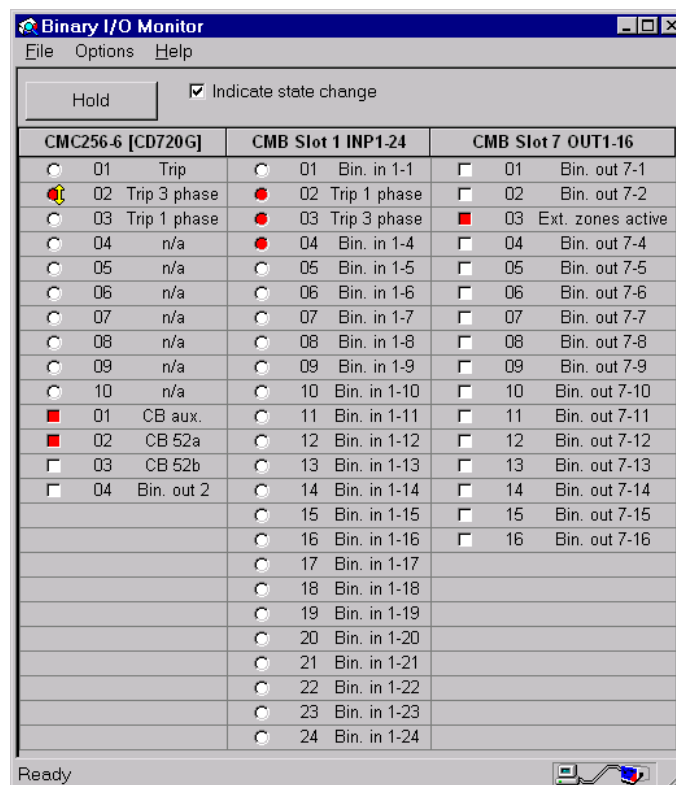 Binary I/O Monitor
File Options Help
Hold Indicate state change
CMC256-6 [CD720G] CMB Slot 1 INP1-24 CMB Slot 7 OUT1-16
01 Trip 01 Bin. in 1-1 01 Bin. out 7-1
02 Trip 3 phase 02 Trip 1 phase 02 Bin. out 7-2
03 Trip 1 phase 03 Trip 3 phase 03 Ext. zones active
04 n/a 04 Bin. in 1-4 04 Bin. out 7-4
05 n/a 05 Bin. in 1-5 05 Bin. out 7-5
06 n/a 06 Bin. in 1-6 06 Bin. out 7-6
07 n/a 07 Bin. in 1-7 07 Bin. out 7-7
08 n/a 08 Bin. in 1-8 08 Bin. out 7-8
09 n/a 09 Bin. in 1-9 09 Bin. out 7-9
10 n/a 10 Bin. in 1-10 10 Bin. out 7-10
01 CB aux. 11 Bin. in 1-11 11 Bin. out 7-11
02 CB 52a 12 Bin. in 1-12 12 Bin. out 7-12
03 CB 52b 13 Bin. in 1-13 13 Bin. out 7-13
04 Bin. out 2 14 Bin. in 1-14 14 Bin. out 7-14
15 Bin. in 1-15 15 Bin. out 7-15
16 Bin. in 1-16 16 Bin. out 7-16
17 Bin. in 1-17
18 Bin. in 1-18
19 Bin. in 1-19
20 Bin. in 1-20
21 Bin. in 1-21
22 Bin. in 1-22
23 Bin. in 1-23
24 Bin. in 1-24
Ready